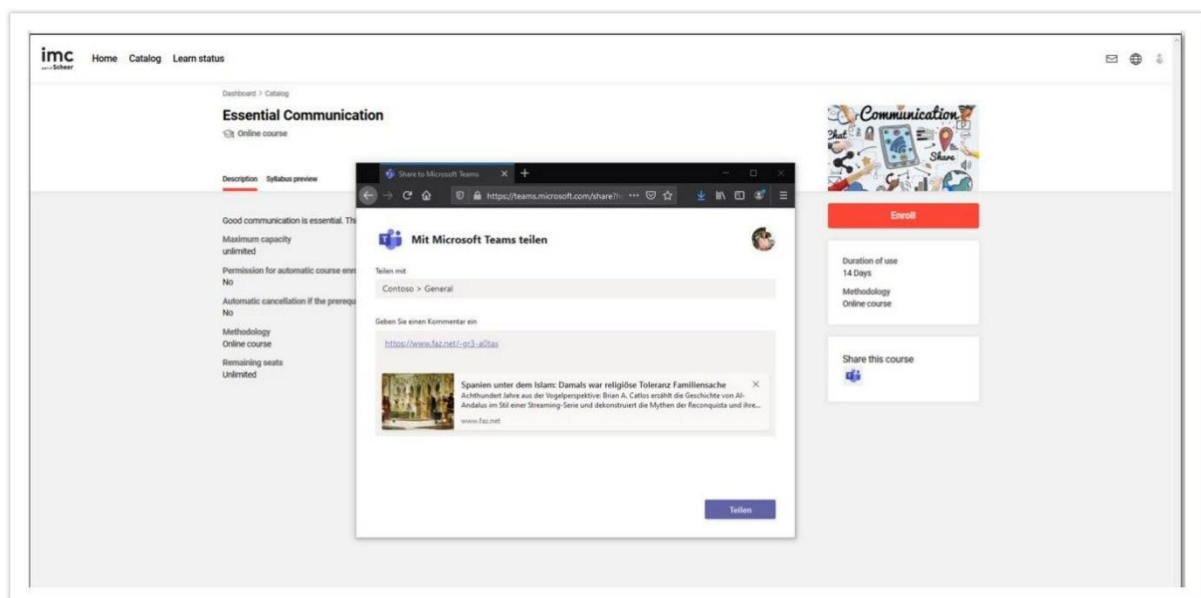 imc
Home Catalog Learn status
Dashboard > Catalog
Essential Communication
Online course
Description Syllabus preview
Communication
Chat
Share
Share to Microsoft Teams
https://teams.microsoft.com/share?h
Good communication is essential. Thi
Maximum capacity
unlimited
Permission for automatic course enr
No
Automatic cancellation if the prerequ
No
Methodology
Online course
Remaining seats
Unlimited
Mit Microsoft Teams teilen
Teilen mit
Contoso > General
Geben Sie einen Kommentar ein
https://www.faz.net/-gr3-a0tax
Spanien unter dem Islam: Damals war religiöse Toleranz Familiensache
Achthundert Jahre aus der Vogelperspektive: Brian A. Catlos erzählt die Geschichte von Al-
Andalus im Stil einer Streaming-Serie und dekonstruiert die Mythen der Reconquista und ihre...
www.faz.net
Teilen
Enroll
Duration of use
14 Days
Methodology
Online course
Share this course